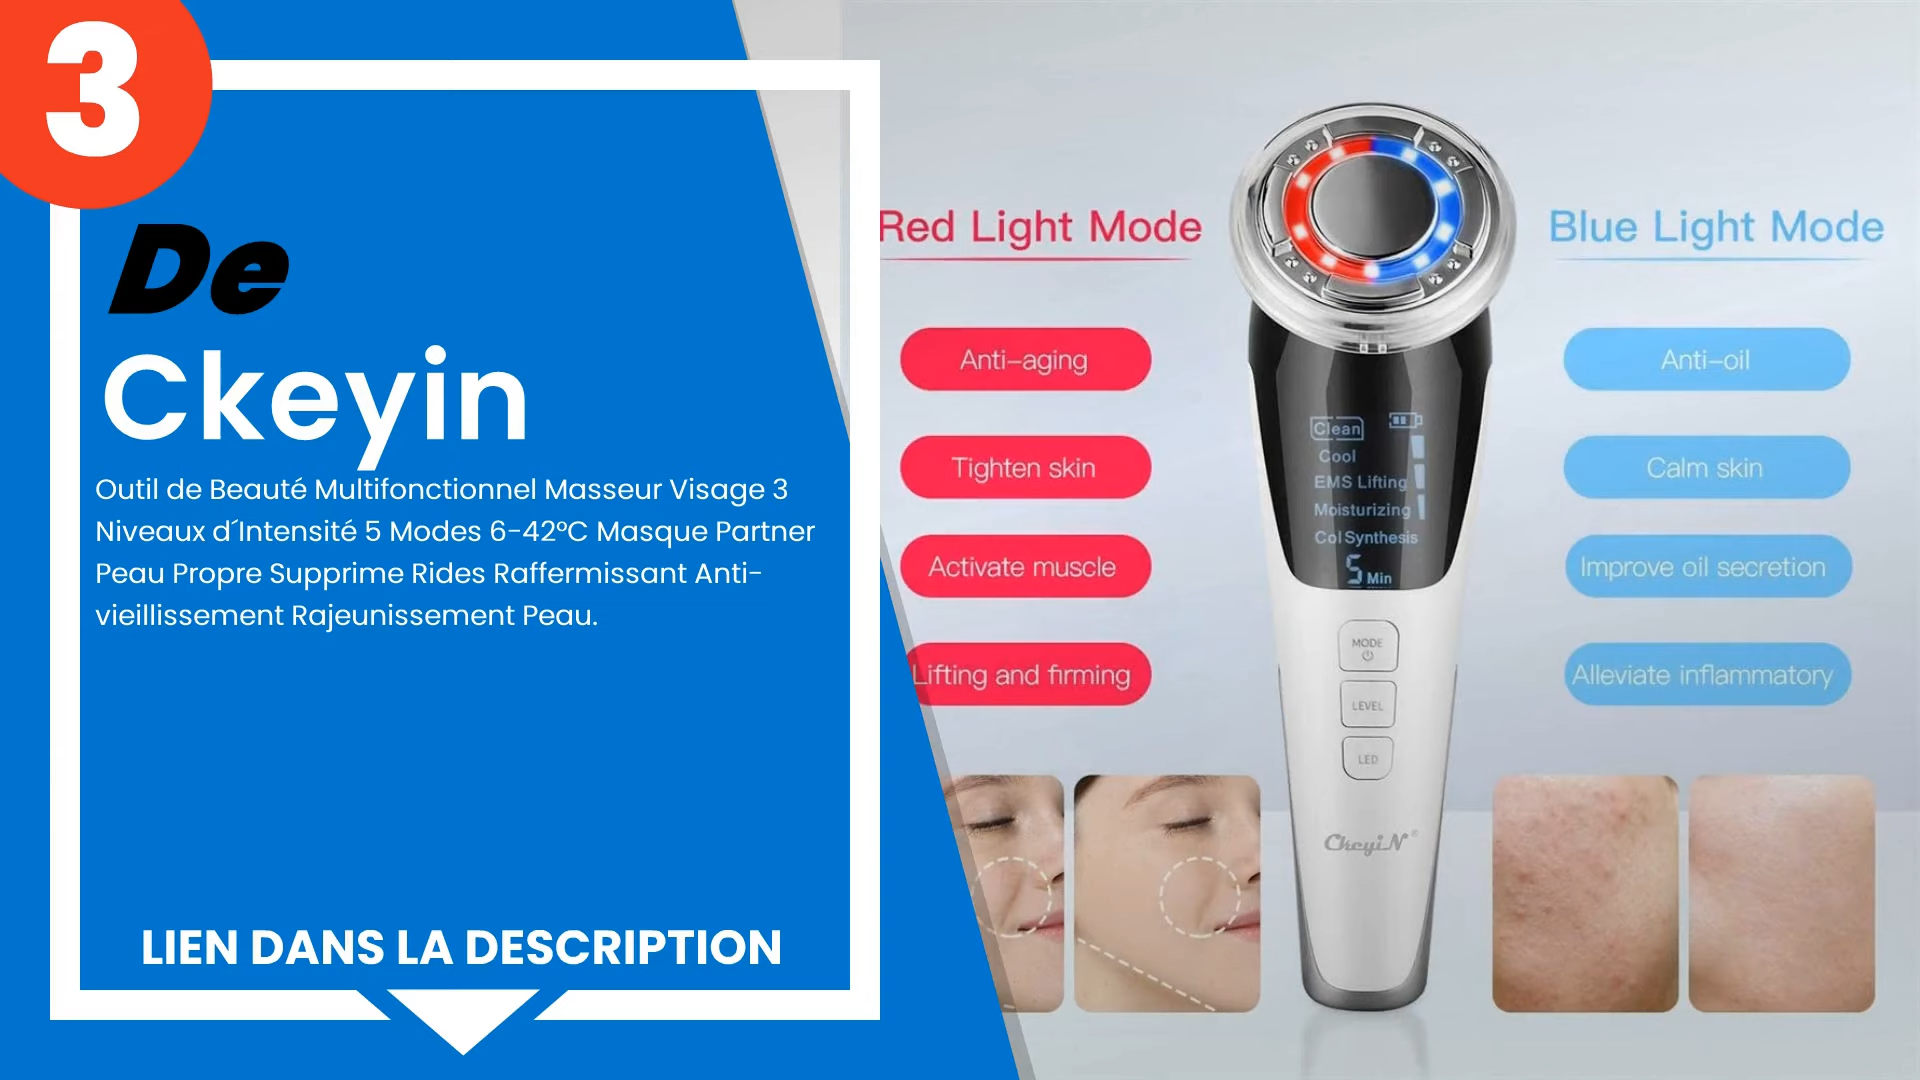 3
De
Ckeyin
Outil de Beauté Multifonctionnel Masseur Visage 3
Niveaux d´Intensité 5 Modes 6-42°C Masque Partner
Peau Propre Supprime Rides Raffermissant Anti-
vieillissement Rajeunissement Peau.
LIEN DANS LA DESCRIPTION
Red Light Mode
Anti-aging
Tighten skin
Activate muscle
Lifting and firming
Clean
Cool
EMS Lifting
Moisturizing
Col Synthesis
5 Min
MODE
LEVEL
LED
CkeyiN®
Blue Light Mode
Anti-oil
Calm skin
Improve oil secretion
Alleviate inflammatory